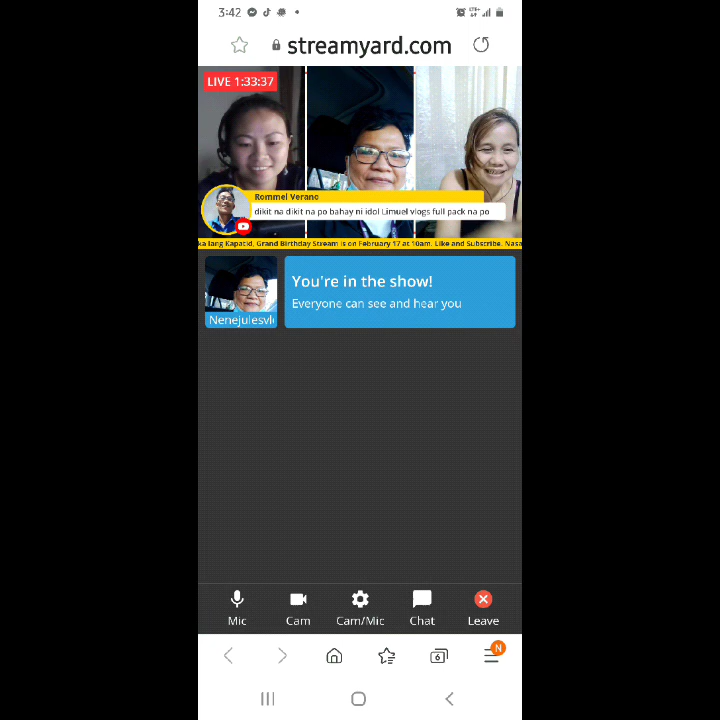 3:42
LTE+
streamyard.com
LIVE 1:33:37
Rommel Verano
dikit na dikit na po bahay ni idol Limuel vlogs full pack na po
ka lang Kapatid, Grand Birthday Stream is on February 17 at 10am. Like and Subscribe. Nasa
You're in the show!
Everyone can see and hear you
Nenejulesvl
Mic
Cam
Cam/Mic
Chat
Leave
6
N